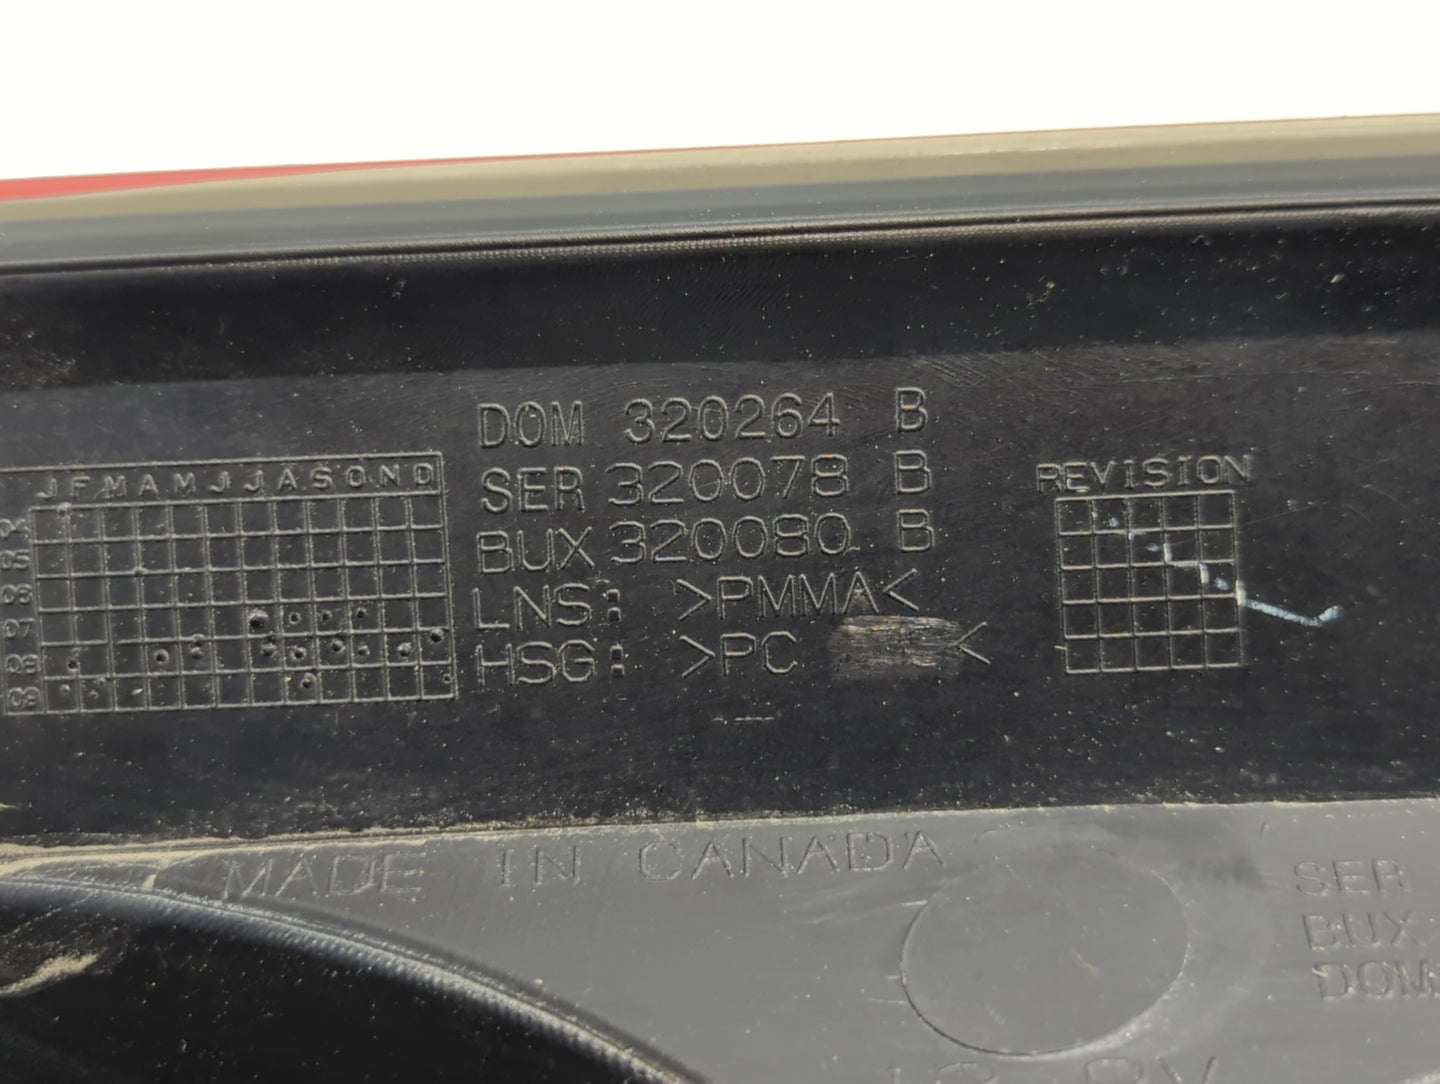 DOM 320264 B
SER 320078 B
BUX 320080 B
LNS: >PMMA<
HSG: >PC <
J F M A M J J A S O N D
04
05
06
07
08
09
REVISION
MADE IN CANADA
SER
BUX
DOM